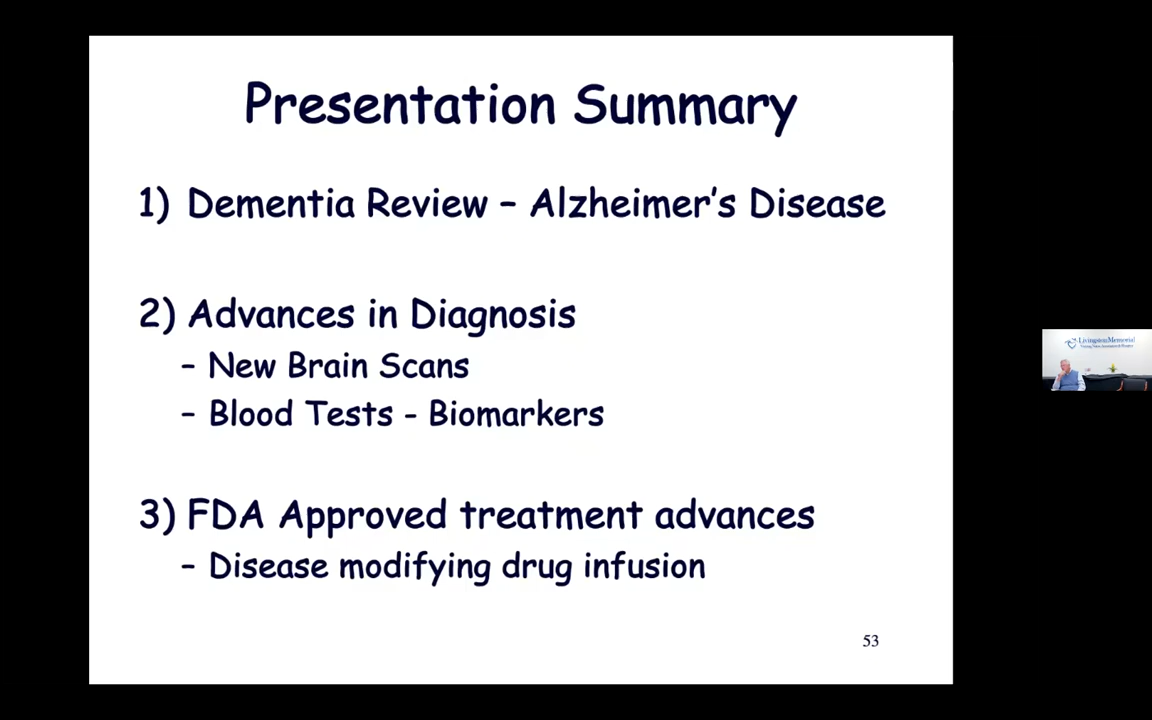 Presentation Summary
1) Dementia Review – Alzheimer's Disease
2) Advances in Diagnosis
– New Brain Scans
– Blood Tests - Biomarkers
3) FDA Approved treatment advances
– Disease modifying drug infusion
53
LivingstonMemorial